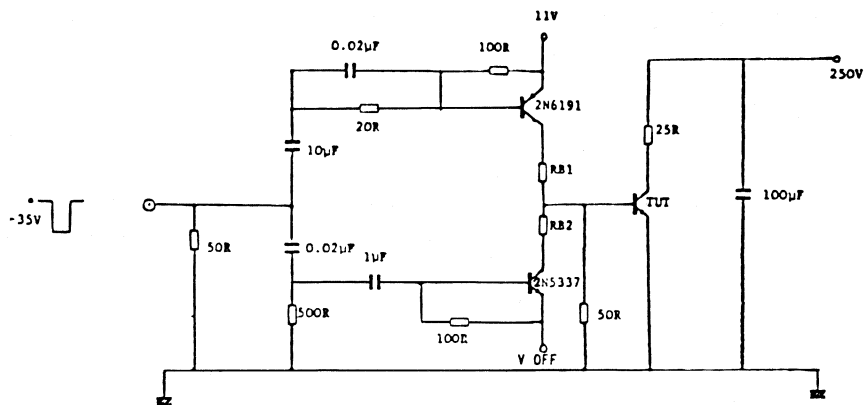 11V
0.02µF
100R
250V
2N6191
20R
25R
10µF
RB1
TUT
100µF
-35V
RB2
50R
0.02µF
1µF
2N5337
500R
50R
100Ω
V OFF